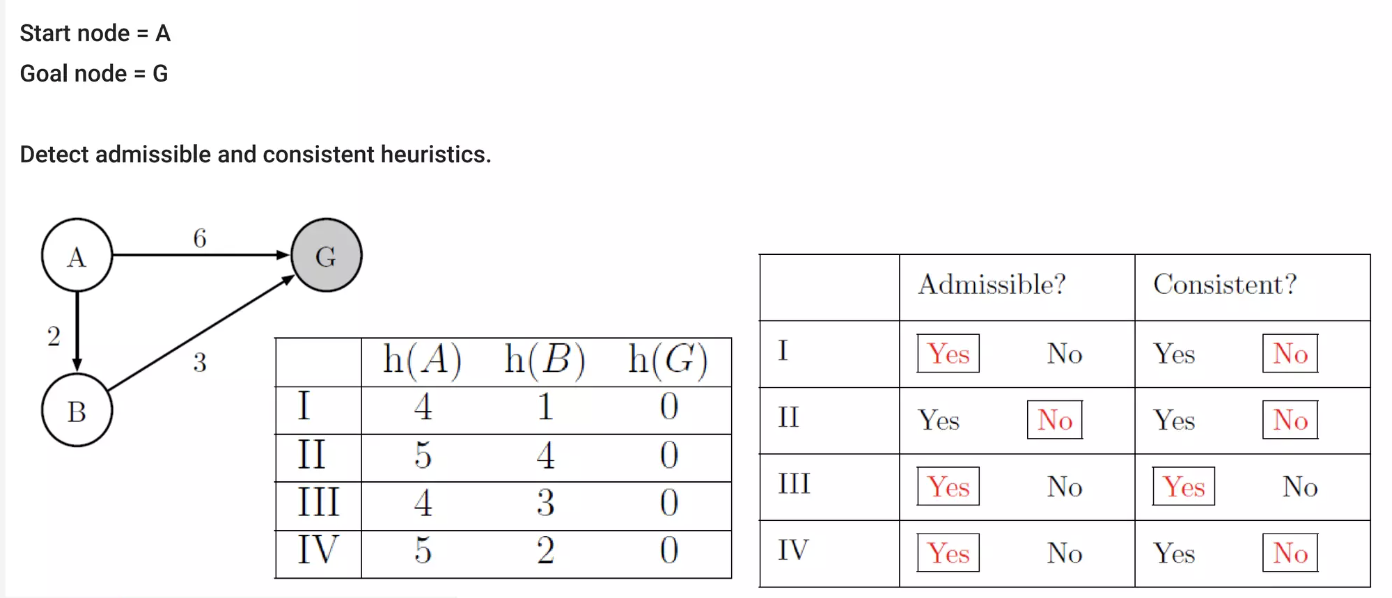 Start node = A
Goal node = G
Detect admissible and consistent heuristics.
A
6
G
2
3
B
h(A) h(B) h(G)
I 4 1 0
II 5 4 0
III 4 3 0
IV 5 2 0
Admissible? Consistent?
I Yes No Yes No
II Yes No Yes No
III Yes No Yes No
IV Yes No Yes No